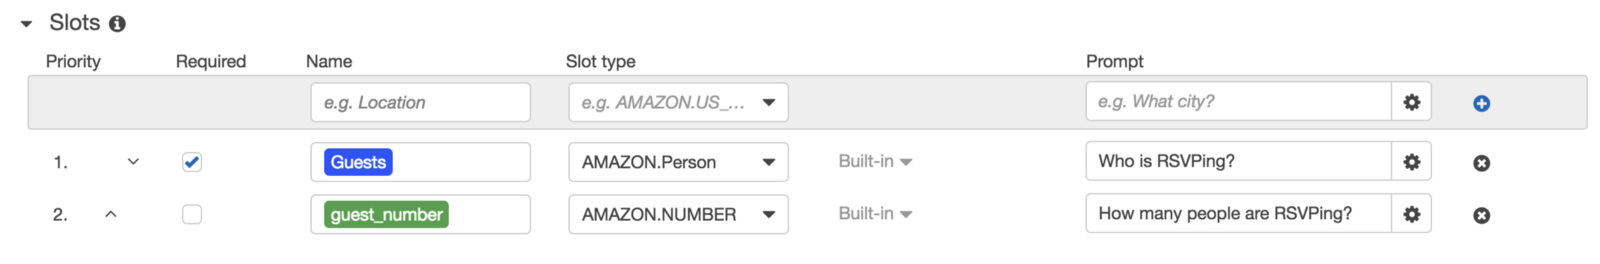 Slots
Priority Required Name Slot type Prompt
e.g. Location e.g. AMAZON.US_... e.g. What city?
1. Guests AMAZON.Person Built-in Who is RSVPing?
2. guest_number AMAZON.NUMBER Built-in How many people are RSVPing?